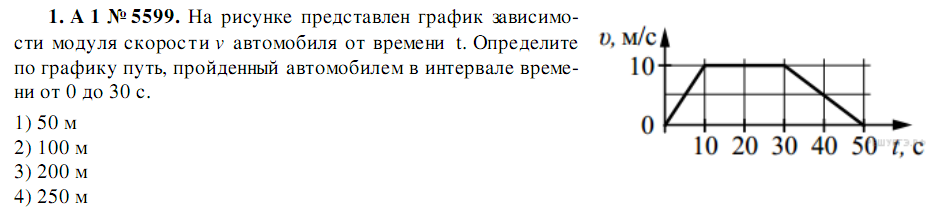 1. А 1 № 5599. На рисунке представлен график зависимо-
сти модуля скорости v автомобиля от времени t. Определите
по графику путь, пройденный автомобилем в интервале време-
ни от 0 до 30 с.
1) 50 м
2) 100 м
3) 200 м
4) 250 м
υ, м/с
10
0
10 20 30 40 50 t, с